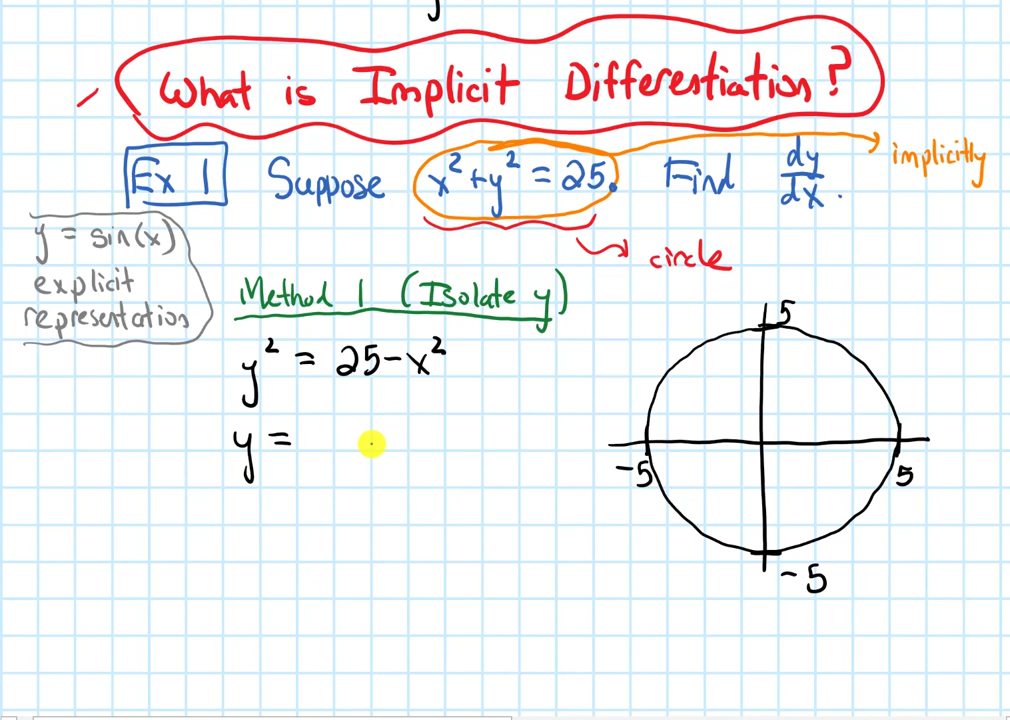 What is Implicit Differentiation?
Ex 1 Suppose x² + y² = 25. Find dy/dx.
implicitly
circle
y = sin(x)
explicit
representation
Method 1 (Isolate y)
y² = 25 - x²
y =
5
-5
5
-5